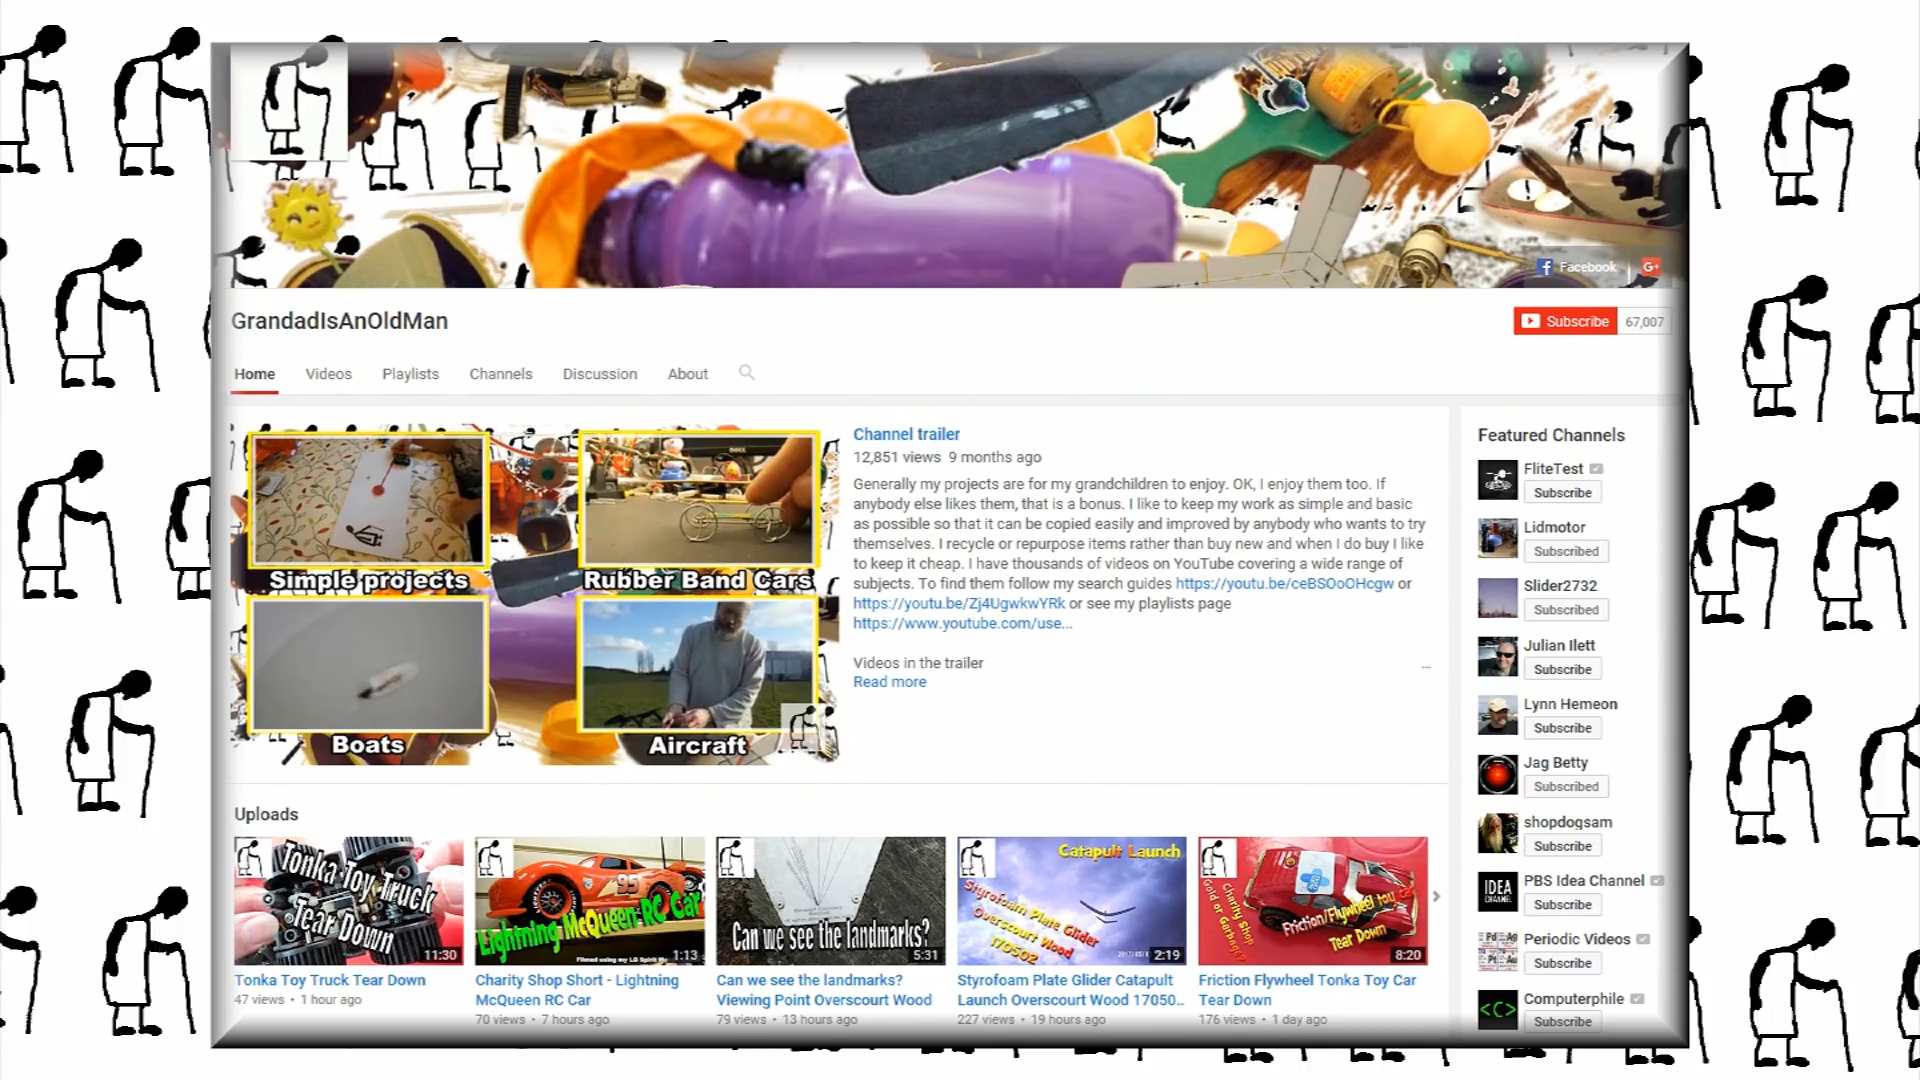 Facebook
G+
GrandadIsAnOldMan
Subscribe 67,007
Home Videos Playlists Channels Discussion About
Simple projects
Rubber Band Cars
Boats
Aircraft
Channel trailer
12,851 views 9 months ago
Generally my projects are for my grandchildren to enjoy. OK, I enjoy them too. If
anybody else likes them, that is a bonus. I like to keep my work as simple and basic
as possible so that it can be copied easily and improved by anybody who wants to try
themselves. I recycle or repurpose items rather than buy new and when I do buy I like
to keep it cheap. I have thousands of videos on YouTube covering a wide range of
subjects. To find them follow my search guides https://youtu.be/ceBSOoOHcgw or
https://youtu.be/Zj4UgwkwYRk or see my playlists page
https://www.youtube.com/use...
Videos in the trailer
...
Read more
Featured Channels
FliteTest
Subscribe
Lidmotor
Subscribed
Slider2732
Subscribed
Julian Ilett
Subscribe
Lynn Hemeon
Subscribe
Jag Betty
Subscribed
shopdogsam
Subscribe
IDEA
CHANNEL
PBS Idea Channel
Subscribe
Periodic Videos
Subscribe
<C>
Computerphile
Subscribe
Uploads
Tonka Toy Truck
Tear Down
11:30
Tonka Toy Truck Tear Down
47 views • 1 hour ago
95
Lightning McQueen RC Car
1:13
Charity Shop Short - Lightning
McQueen RC Car
70 views • 7 hours ago
Can we see the landmarks?
5:31
Can we see the landmarks?
Viewing Point Overscourt Wood
79 views • 13 hours ago
Catapult Launch
Styrofoam Plate Glider
Overscourt Wood
170502
2:19
Styrofoam Plate Glider Catapult
Launch Overscourt Wood 17050...
227 views • 19 hours ago
Charity Shop
Gold or Garbage?
Friction/Flywheel toy car
Tear Down
8:20
Friction Flywheel Tonka Toy Car
Tear Down
176 views • 1 day ago